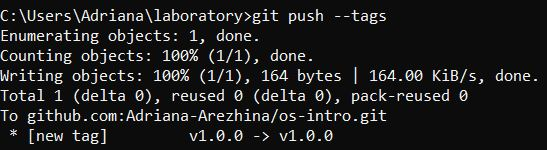 C:\Users\Adriana\laboratory>git push --tags
Enumerating objects: 1, done.
Counting objects: 100% (1/1), done.
Writing objects: 100% (1/1), 164 bytes | 164.00 KiB/s, done.
Total 1 (delta 0), reused 0 (delta 0), pack-reused 0
To github.com:Adriana-Arezhina/os-intro.git
 * [new tag]         v1.0.0 -> v1.0.0